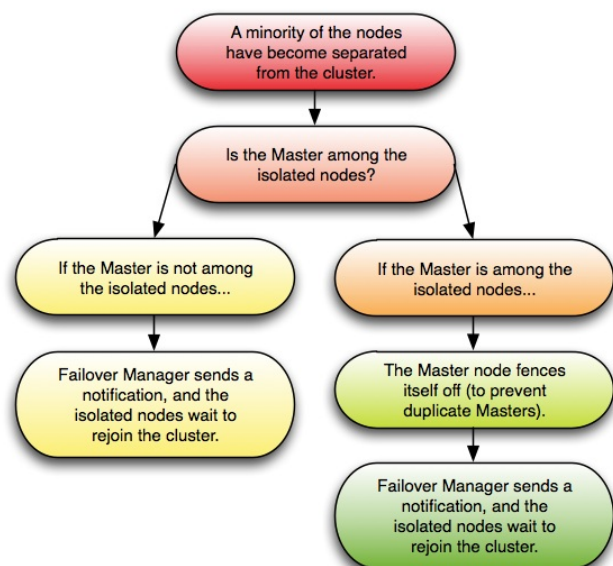 A minority of the nodes
have become separated
from the cluster.
Is the Master among the
isolated nodes?
If the Master is not among
the isolated nodes...
If the Master is among the
isolated nodes...
Failover Manager sends a
notification, and the
isolated nodes wait to
rejoin the cluster.
The Master node fences
itself off (to prevent
duplicate Masters).
Failover Manager sends a
notification, and the
isolated nodes wait to
rejoin the cluster.